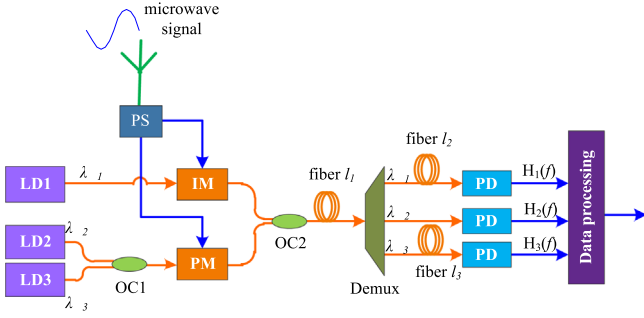 microwave
signal
PS
LD1
λ 1
IM
fiber l1
fiber l2
λ 1
PD
H1(f)
LD2
λ 2
OC2
λ 2
PD
H2(f)
Data processing
LD3
λ 3
OC1
PM
λ 3
PD
H3(f)
fiber l3
Demux